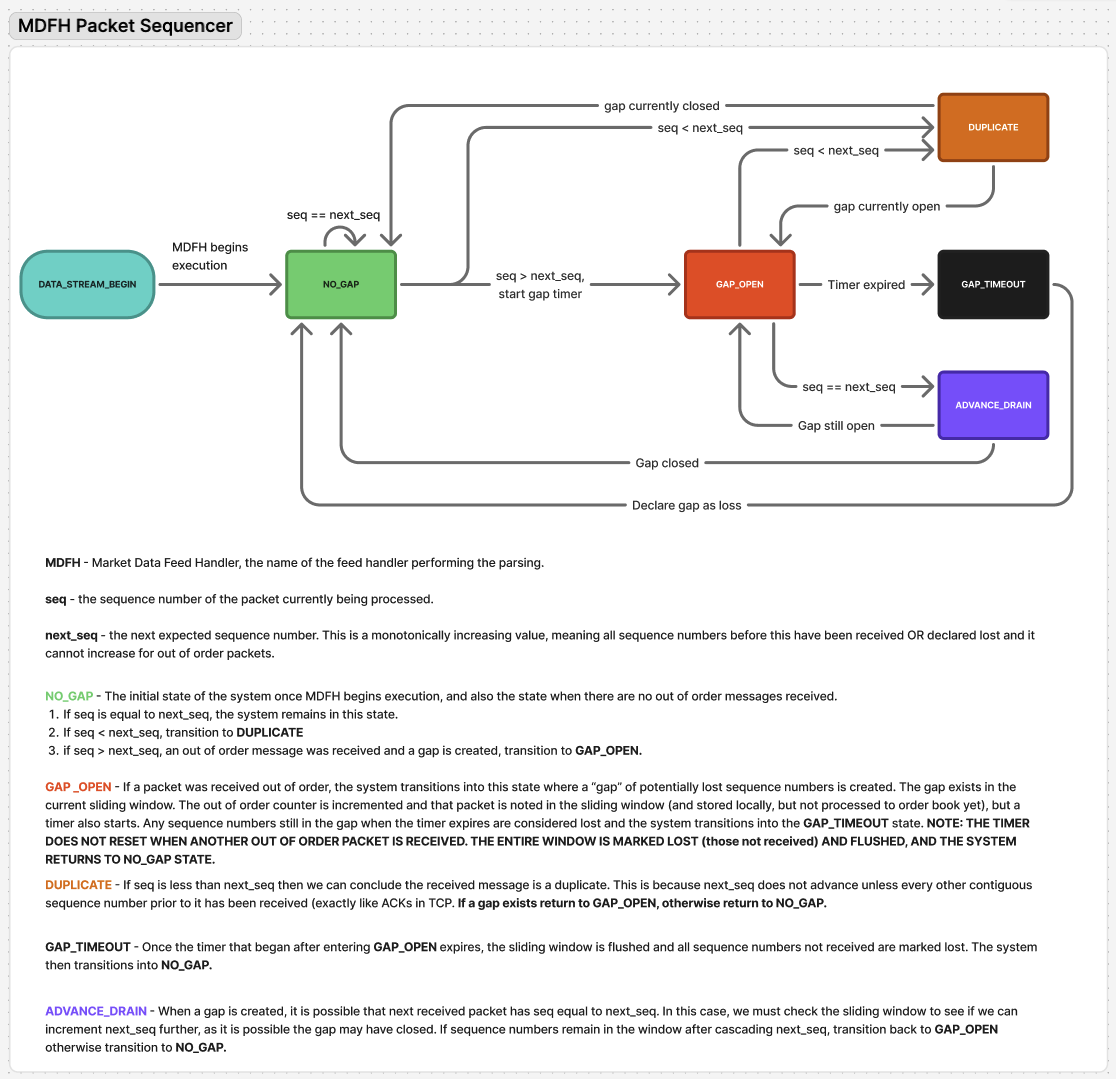 MDFH Packet Sequencer
gap currently closed
seq < next_seq
DUPLICATE
seq < next_seq
gap currently open
seq == next_seq
MDFH begins
execution
DATA_STREAM_BEGIN
NO_GAP
seq > next_seq,
start gap timer
GAP_OPEN
Timer expired
GAP_TIMEOUT
seq == next_seq
ADVANCE_DRAIN
Gap still open
Gap closed
Declare gap as loss
MDFH - Market Data Feed Handler, the name of the feed handler performing the parsing.
seq - the sequence number of the packet currently being processed.
next_seq - the next expected sequence number. This is a monotonically increasing value, meaning all sequence numbers before this have been received OR declared lost and it
cannot increase for out of order packets.
NO_GAP - The initial state of the system once MDFH begins execution, and also the state when there are no out of order messages received.
1. If seq is equal to next_seq, the system remains in this state.
2. If seq < next_seq, transition to DUPLICATE
3. if seq > next_seq, an out of order message was received and a gap is created, transition to GAP_OPEN.
GAP _OPEN - If a packet was received out of order, the system transitions into this state where a “gap” of potentially lost sequence numbers is created. The gap exists in the
current sliding window. The out of order counter is incremented and that packet is noted in the sliding window (and stored locally, but not processed to order book yet), but a
timer also starts. Any sequence numbers still in the gap when the timer expires are considered lost and the system transitions into the GAP_TIMEOUT state. NOTE: THE TIMER
DOES NOT RESET WHEN ANOTHER OUT OF ORDER PACKET IS RECEIVED. THE ENTIRE WINDOW IS MARKED LOST (those not received) AND FLUSHED, AND THE SYSTEM
RETURNS TO NO_GAP STATE.
DUPLICATE - If seq is less than next_seq then we can conclude the received message is a duplicate. This is because next_seq does not advance unless every other contiguous
sequence number prior to it has been received (exactly like ACKs in TCP. If a gap exists return to GAP_OPEN, otherwise return to NO_GAP.
GAP_TIMEOUT - Once the timer that began after entering GAP_OPEN expires, the sliding window is flushed and all sequence numbers not received are marked lost. The system
then transitions into NO_GAP.
ADVANCE_DRAIN - When a gap is created, it is possible that next received packet has seq equal to next_seq. In this case, we must check the sliding window to see if we can
increment next_seq further, as it is possible the gap may have closed. If sequence numbers remain in the window after cascading next_seq, transition back to GAP_OPEN
otherwise transition to NO_GAP.